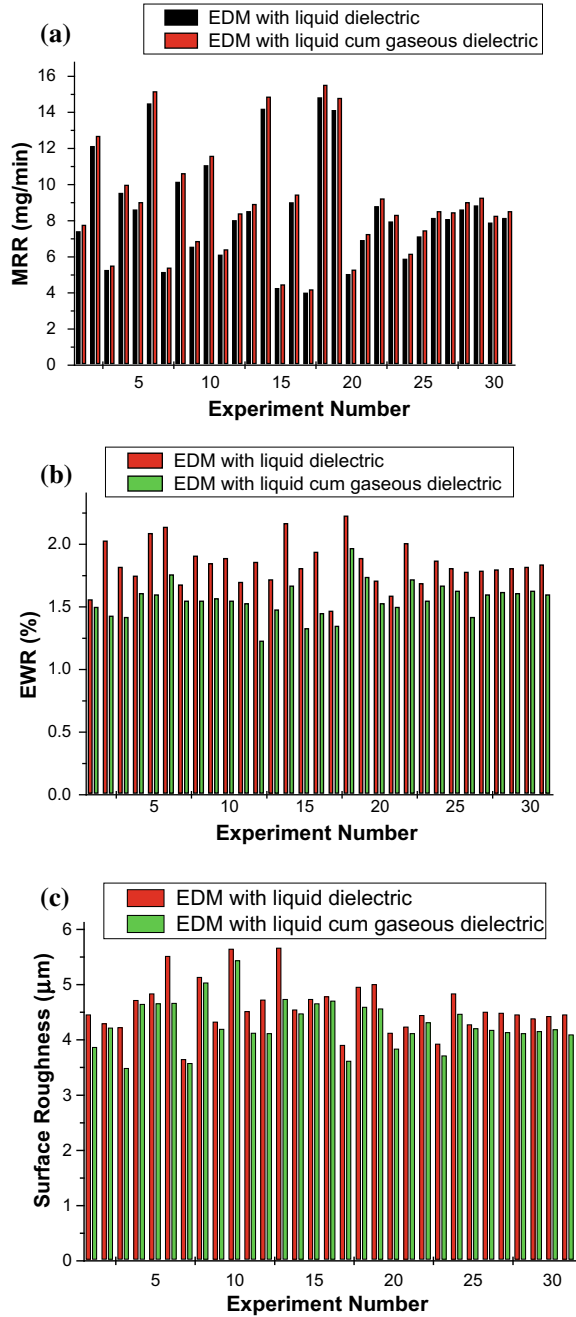 (a)
EDM with liquid dielectric
EDM with liquid cum gaseous dielectric
MRR (mg/min)
16
14
12
10
8
6
4
2
0
5 10 15 20 25 30
Experiment Number
(b)
EDM with liquid dielectric
EDM with liquid cum gaseous dielectric
EWR (%)
2.0
1.5
1.0
0.5
0.0
5 10 15 20 25 30
Experiment Number
(c)
EDM with liquid dielectric
EDM with liquid cum gaseous dielectric
Surface Roughness (μm)
6
5
4
3
2
1
0
5 10 15 20 25 30
Experiment Number